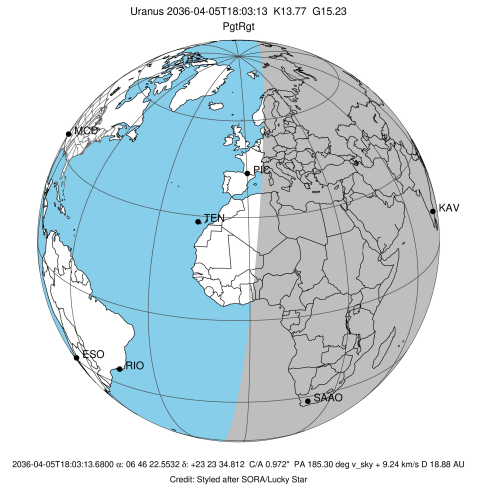 Uranus 2036-04-05T18:03:13 K13.77 G15.23
PgtRgt
MCD
PIC
KAV
TEN
ESO
RIO
SAAO
2036-04-05T18:03:13.6800 α: 06 46 22.5532 δ: +23 23 34.812 C/A 0.972" PA 185.30 deg v_sky + 9.24 km/s D 18.88 AU
Credit: Styled after SORA/Lucky Star